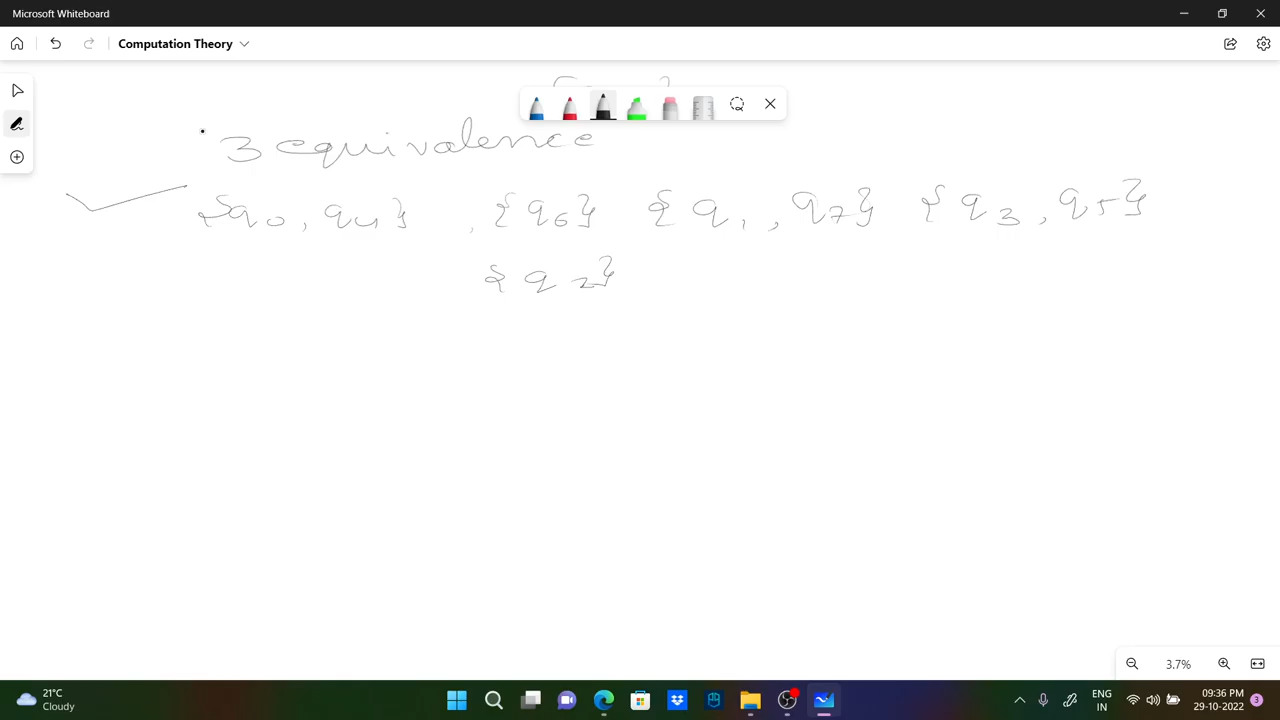 Microsoft Whiteboard
Computation Theory
3 equivalence
{q0, q4} , {q6} {q1, q7} {q3, q5}
{q2}
3.7%
21°C
Cloudy
ENG
IN
09:36 PM
29-10-2022
3